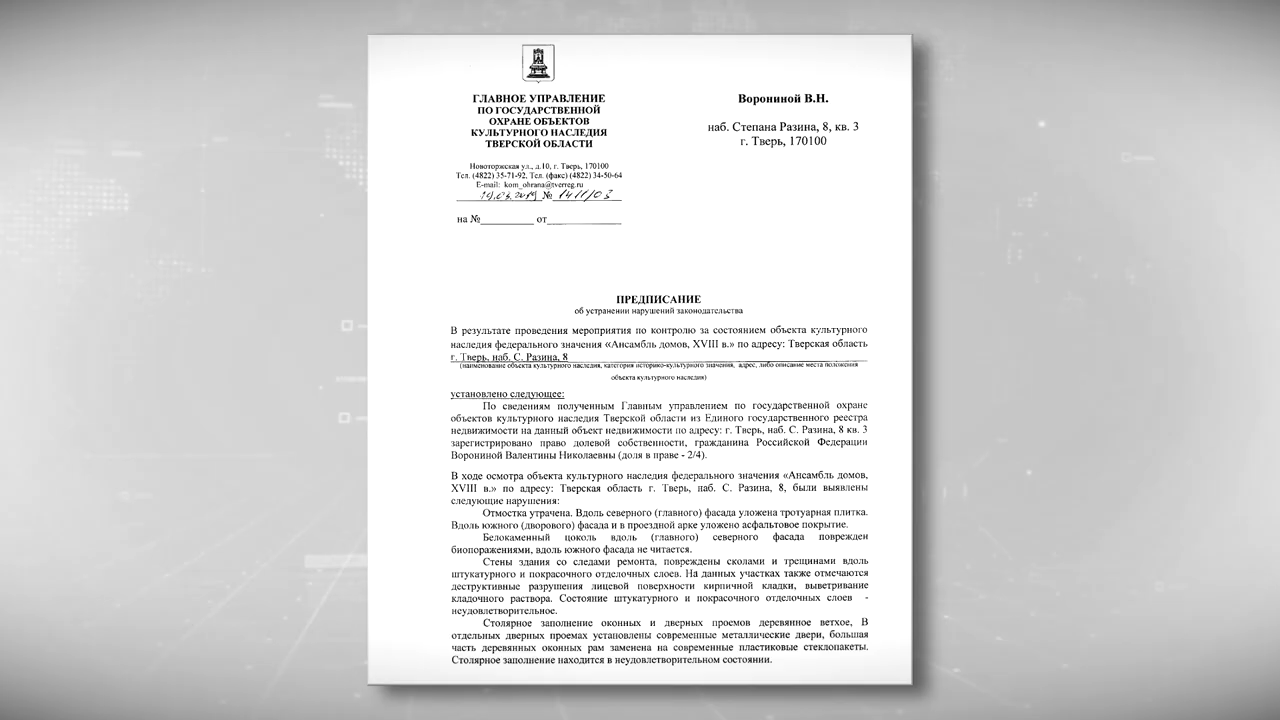 ГЛАВНОЕ УПРАВЛЕНИЕ
ПО ГОСУДАРСТВЕННОЙ
ОХРАНЕ ОБЪЕКТОВ
КУЛЬТУРНОГО НАСЛЕДИЯ
ТВЕРСКОЙ ОБЛАСТИ
Новоторжская ул., д.10, г. Тверь, 170100
Тел. (4822) 35-71-92, Тел. (факс) (4822) 34-50-64
E-mail: kom_ohrana@tverreg.ru
19.03.2019 № 1411/03
на № от
Ворониной В.Н.
наб. Степана Разина, 8, кв. 3
г. Тверь, 170100
ПРЕДПИСАНИЕ
об устранении нарушений законодательства
В результате проведения мероприятия по контролю за состоянием объекта культурного
наследия федерального значения «Ансамбль домов, XVIII в.» по адресу: Тверская область
г. Тверь, наб. С. Разина, 8
(наименование объекта культурного наследия, категория историко-культурного значения, адрес, либо описание места положения
объекта культурного наследия)
установлено следующее:
По сведениям полученным Главным управлением по государственной охране
объектов культурного наследия Тверской области из Единого государственного реестра
недвижимости на данный объект недвижимости по адресу: г. Тверь, наб. С. Разина, 8 кв. 3
зарегистрировано право долевой собственности, гражданина Российской Федерации
Ворониной Валентины Николаевны (доля в праве - 2/4).
В ходе осмотра объекта культурного наследия федерального значения «Ансамбль домов,
XVIII в.» по адресу: Тверская область г. Тверь, наб. С. Разина, 8, были выявлены
следующие нарушения:
Отмостка утрачена. Вдоль северного (главного) фасада уложена тротуарная плитка.
Вдоль южного (дворового) фасада и в проездной арке уложено асфальтовое покрытие.
Белокаменный цоколь вдоль (главного) северного фасада поврежден
биопоражениями, вдоль южного фасада не читается.
Стены здания со следами ремонта, повреждены сколами и трещинами вдоль
штукатурного и покрасочного отделочных слоев. На данных участках также отмечаются
деструктивные разрушения лицевой поверхности кирпичной кладки, выветривание
кладочного раствора. Состояние штукатурного и покрасочного отделочных слоев -
неудовлетворительное.
Столярное заполнение оконных и дверных проемов деревянное ветхое, В
отдельных дверных проемах установлены современные металлические двери, большая
часть деревянных оконных рам заменена на современные пластиковые стеклопакеты.
Столярное заполнение находится в неудовлетворительном состоянии.